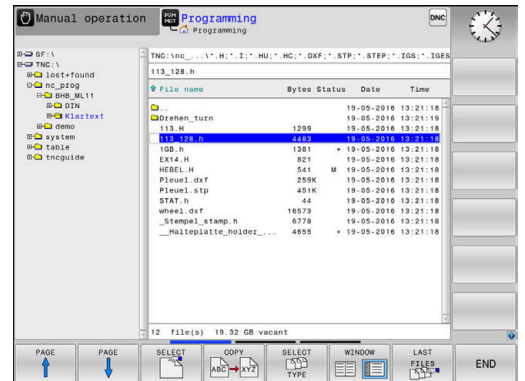 Manual operation
PGM
MGT
Programming
Programming
DNC
SF:\
TNC:\
lost+found
nc_prog
BHB_ML11
DIN
Klartext
demo
system
table
tncguide
TNC:\nc_...\*.H;*.I;*.HU;*.HC;*.DXF;*.STP;*.STEP;*.IGS;*.IGES
113_128.h
File name Bytes Status Date Time
.. 19-05-2016 13:21:18
Drehen_turn 19-05-2016 13:21:19
113.H 1299 19-05-2016 13:21:18
113_128.h 4483 19-05-2016 13:21:18
1GB.h 1381 + 19-05-2016 13:21:18
EX14.H 821 19-05-2016 13:21:18
HEBEL.H 541 M 19-05-2016 13:21:18
Pleuel.dxf 259K 19-05-2016 13:21:18
Pleuel.stp 451K 19-05-2016 13:21:18
STAT.h 44 19-05-2016 13:21:18
wheel.dxf 16573 19-05-2016 13:21:18
_Stempel_stamp.h 6778 19-05-2016 13:21:18
__Halteplatte_holder_... 4655 + 19-05-2016 13:21:18
12 file(s) 19.32 GB vacant
PAGE
PAGE
SELECT
COPY
ABC XYZ
SELECT
TYPE
WINDOW
LAST
FILES
END